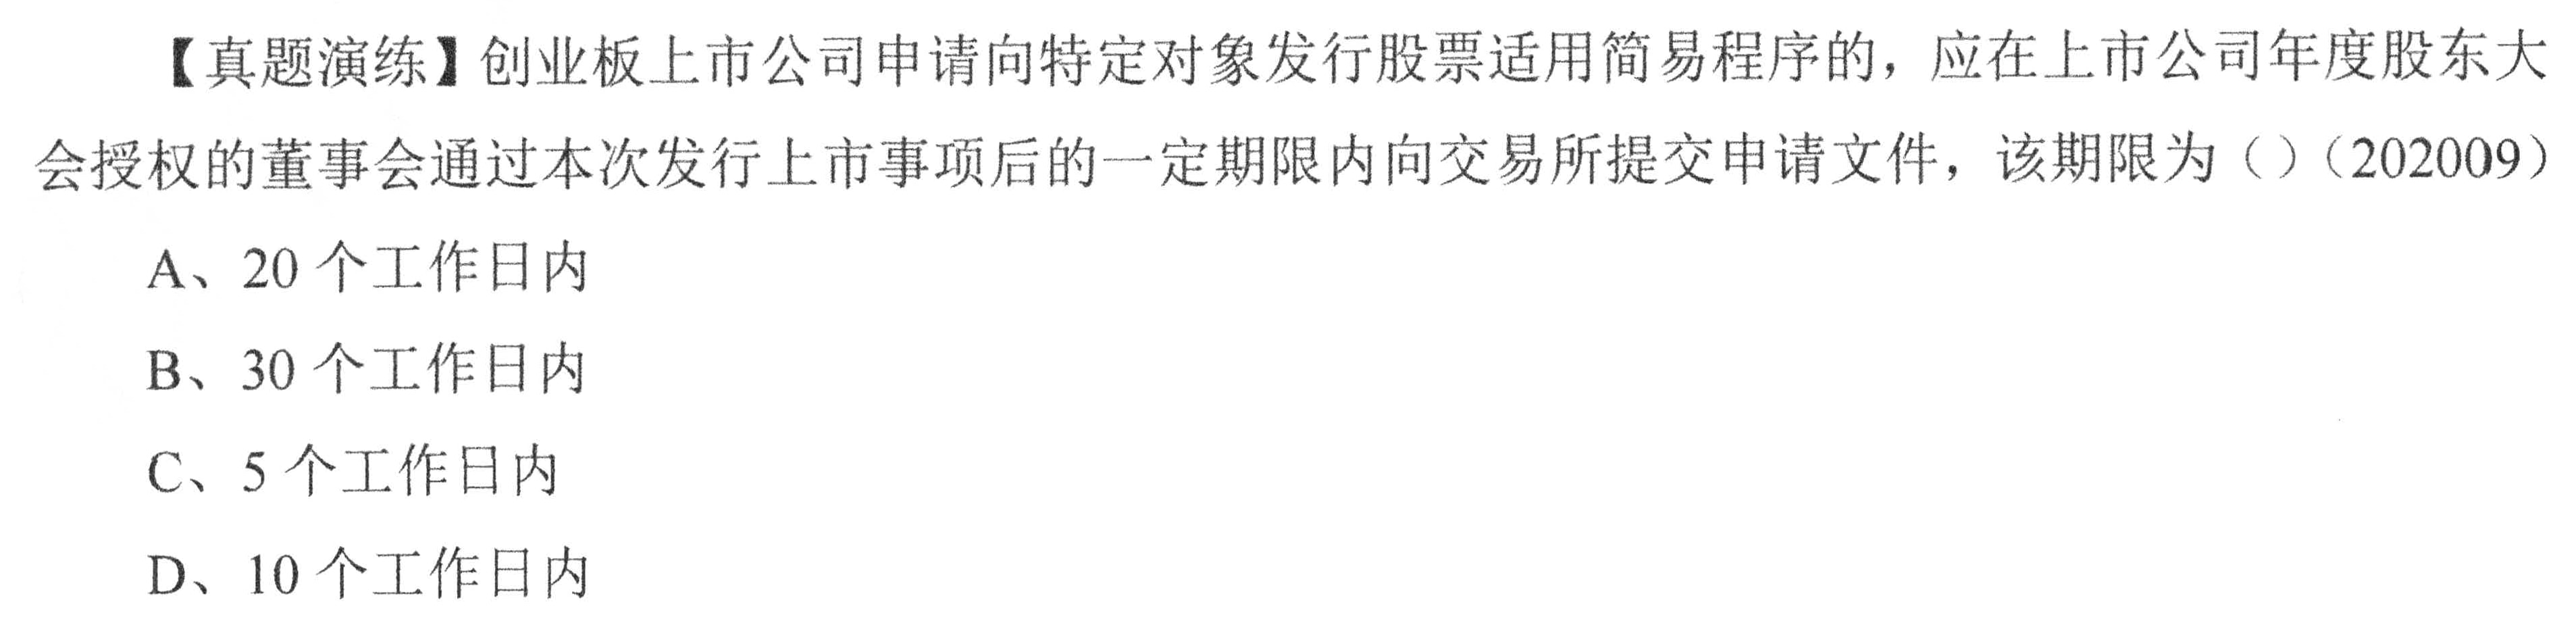 【真题演练】创业板上市公司申请向特定对象发行股票适用简易程序的，应在上市公司年度股东大
会授权的董事会通过本次发行上市事项后的一定期限内向交易所提交申请文件，该期限为（）（202009）
A、20 个工作日内
B、30 个工作日内
C、5 个工作日内
D、10 个工作日内